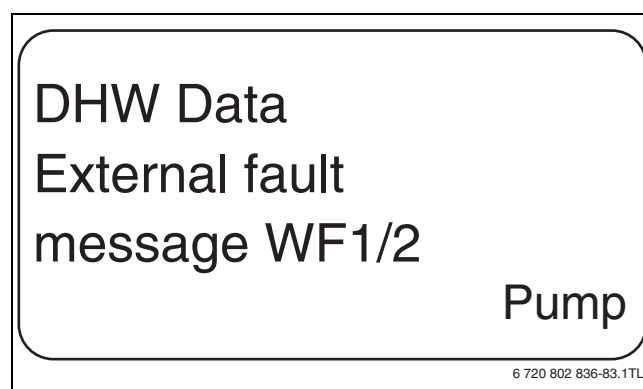 DHW Data
External fault
message WF1/2
Pump
6 720 802 836-83.1TL